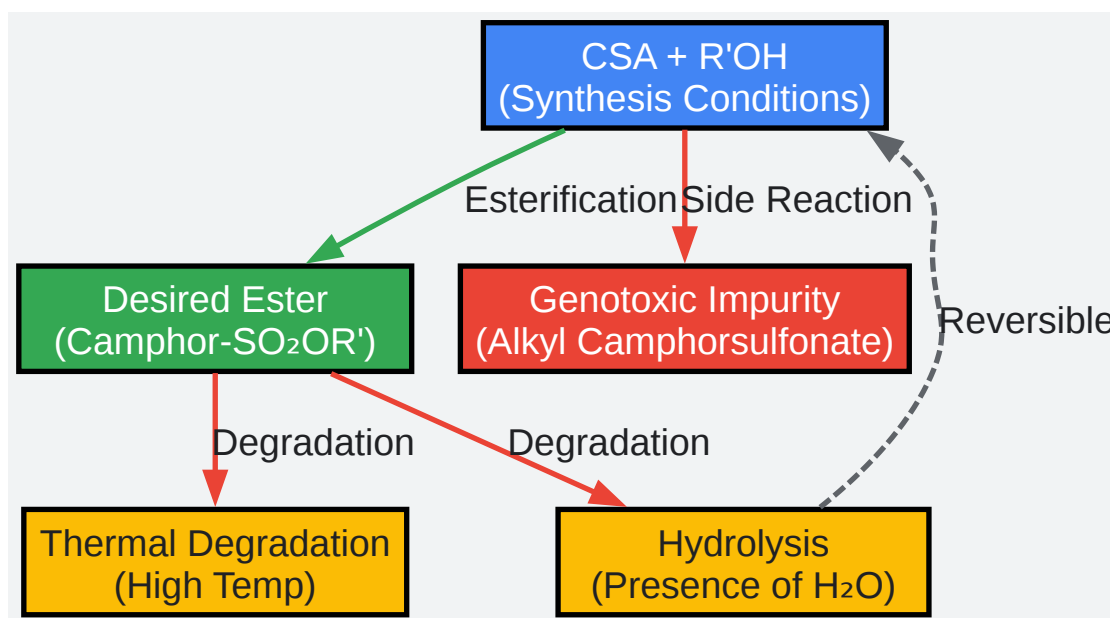 CSA + R'OH
(Synthesis Conditions)
Esterification
Side Reaction
Desired Ester
(Camphor-SO₂OR')
Genotoxic Impurity
(Alkyl Camphorsulfonate)
Reversible
Degradation
Degradation
Thermal Degradation
(High Temp)
Hydrolysis
(Presence of H₂O)